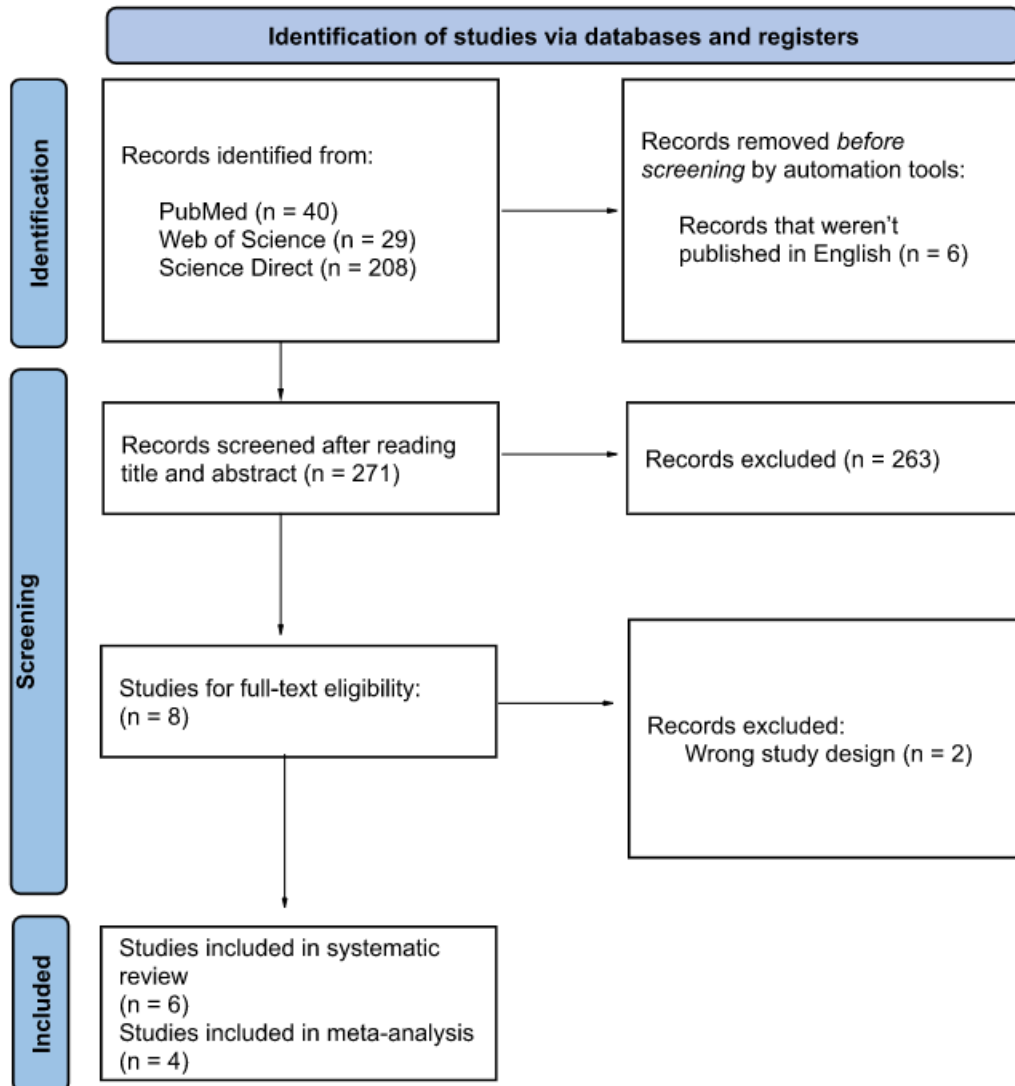 Identification of studies via databases and registers
Identification
Records identified from:
PubMed (n = 40)
Web of Science (n = 29)
Science Direct (n = 208)
Records removed before
screening by automation tools:
Records that weren't
published in English (n = 6)
Screening
Records screened after reading
title and abstract (n = 271)
Records excluded (n = 263)
Studies for full-text eligibility:
(n = 8)
Records excluded:
Wrong study design (n = 2)
Included
Studies included in systematic
review
(n = 6)
Studies included in meta-analysis
(n = 4)